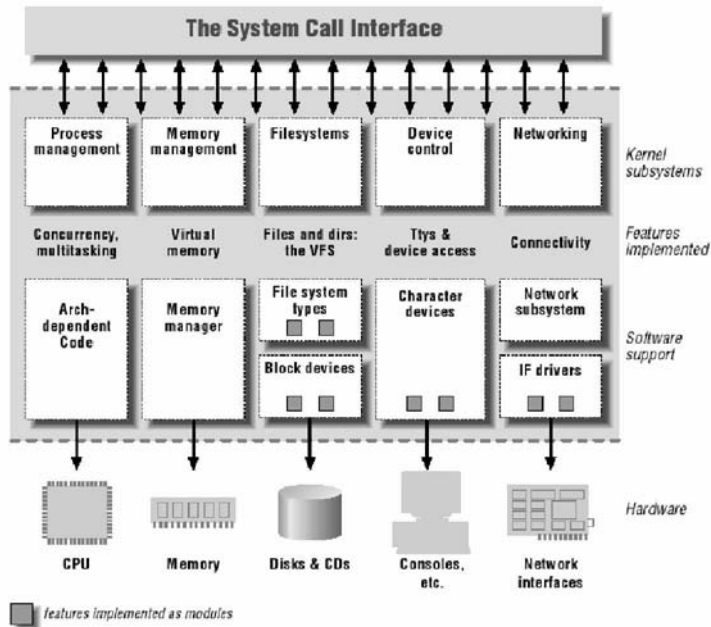 The System Call Interface
Process
management
Memory
management
Filesystems
Device
control
Networking
Kernel
subsystems
Concurrency,
multitasking
Virtual
memory
Files and dirs:
the VFS
Ttys &
device access
Connectivity
Features
implemented
Arch-
dependent
Code
Memory
manager
File system
types
Block devices
Character
devices
Network
subsystem
IF drivers
Software
support
Hardware
CPU
Memory
Disks & CDs
Consoles,
etc.
Network
interfaces
features implemented as modules